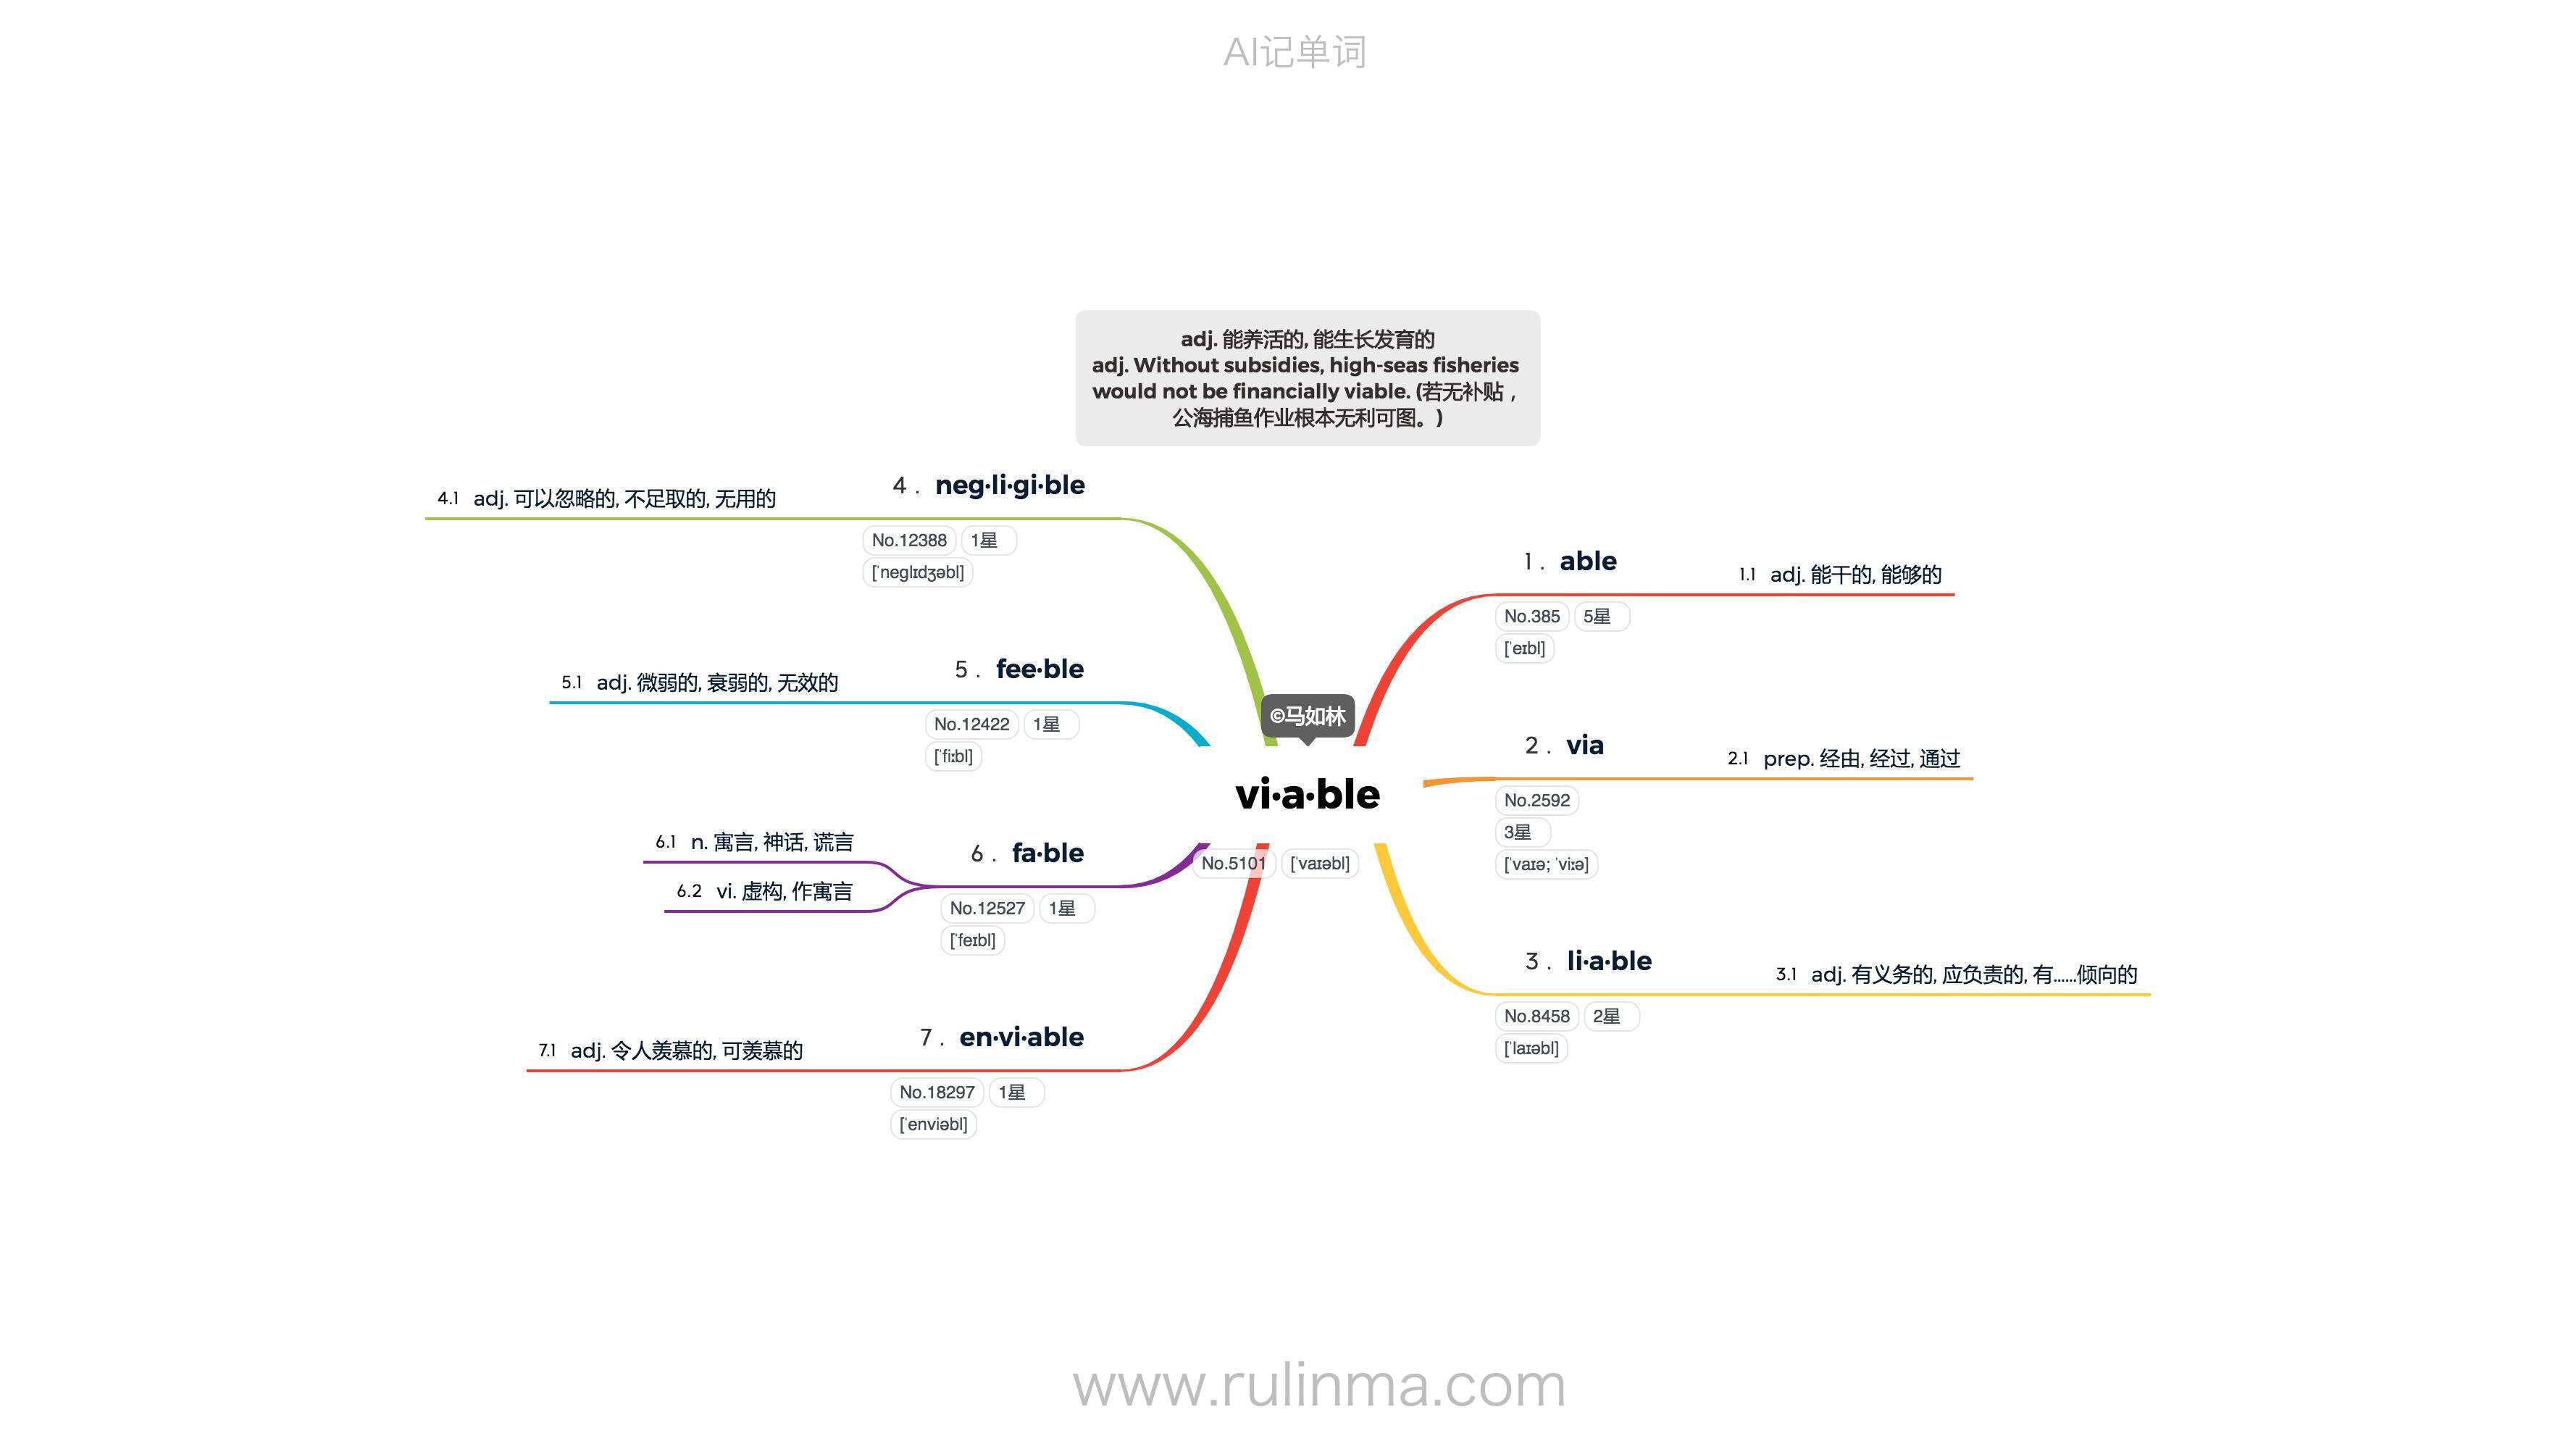 AI记单词
adj. 能养活的, 能生长发育的
adj. Without subsidies, high-seas fisheries
would not be financially viable. (若无补贴，
公海捕鱼作业根本无利可图。)
©马如林
vi·a·ble
No.5101 [ˈvaɪəbl]
1. able
No.385 5星
[ˈeɪbl]
1.1 adj. 能干的, 能够的
2. via
No.2592
3星
[ˈvaɪə; ˈviːə]
2.1 prep. 经由, 经过, 通过
3. li·a·ble
No.8458 2星
[ˈlaɪəbl]
3.1 adj. 有义务的, 应负责的, 有……倾向的
4. neg·li·gi·ble
No.12388 1星
[ˈneɡlɪdʒəbl]
4.1 adj. 可以忽略的, 不足取的, 无用的
5. fee·ble
No.12422 1星
[ˈfiːbl]
5.1 adj. 微弱的, 衰弱的, 无效的
6. fa·ble
No.12527 1星
[ˈfeɪbl]
6.1 n. 寓言, 神话, 谎言
6.2 vi. 虚构, 作寓言
7. en·vi·able
No.18297 1星
[ˈenviəbl]
7.1 adj. 令人羡慕的, 可羡慕的
www.rulinma.com